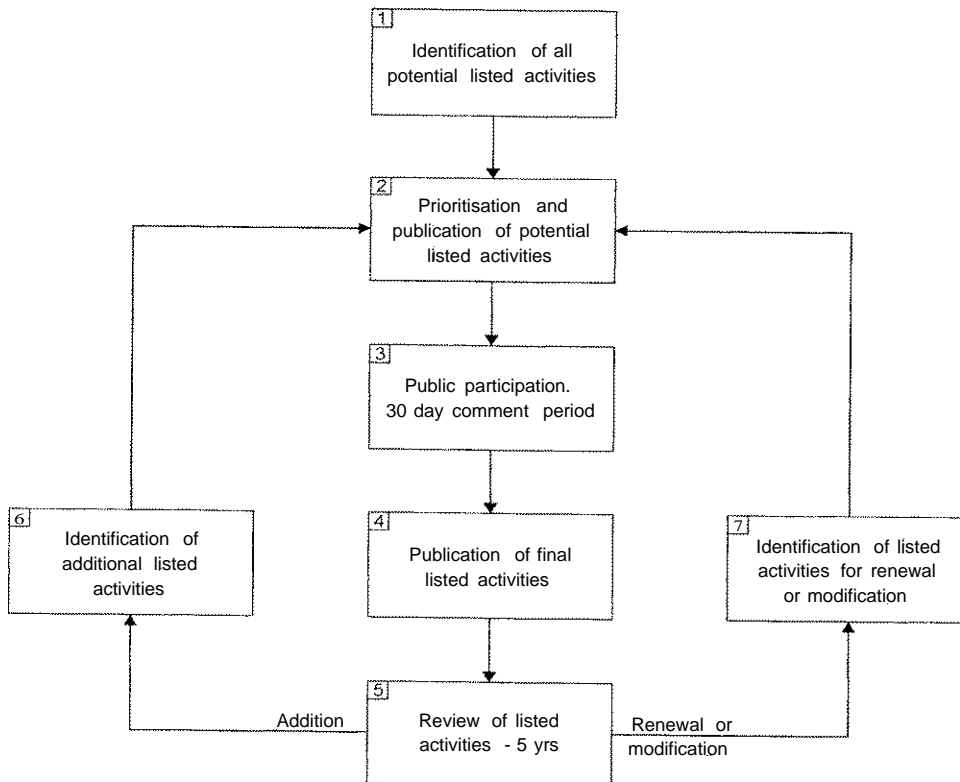 1
Identification of all
potential listed activities
2
Prioritisation and
publication of potential
listed activities
3
Public participation.
30 day comment period
4
Publication of final
listed activities
5
Review of listed
activities - 5 yrs
Addition
Renewal or
modification
6
Identification of
additional listed
activities
7
Identification of listed
activities for renewal
or modification